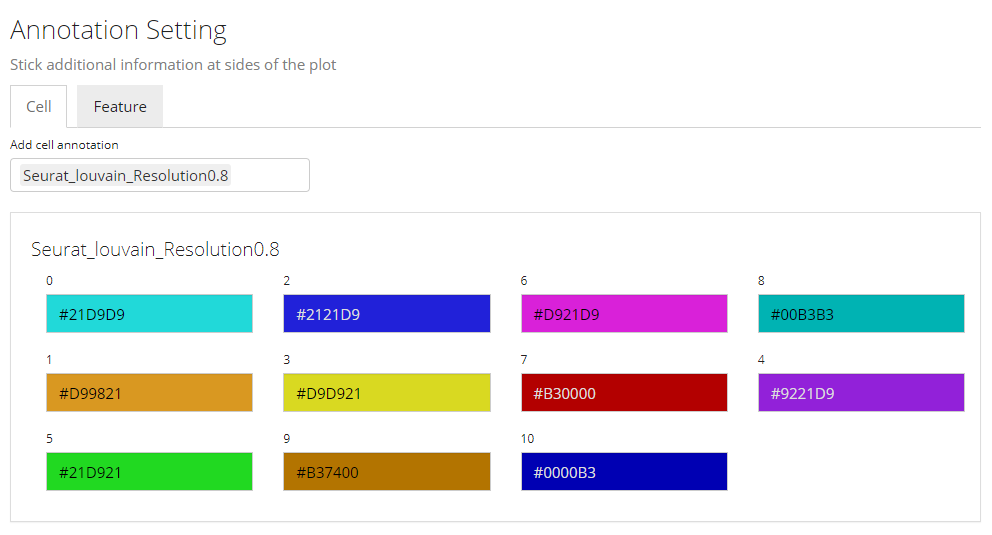 Annotation Setting
Stick additional information at sides of the plot
Cell Feature
Add cell annotation
Seurat_louvain_Resolution0.8
Seurat_louvain_Resolution0.8
0 2 6 8
#21D9D9 #2121D9 #D921D9 #00B3B3
1 3 7 4
#D99821 #D9D921 #B30000 #9221D9
5 9 10
#21D921 #B37400 #0000B3